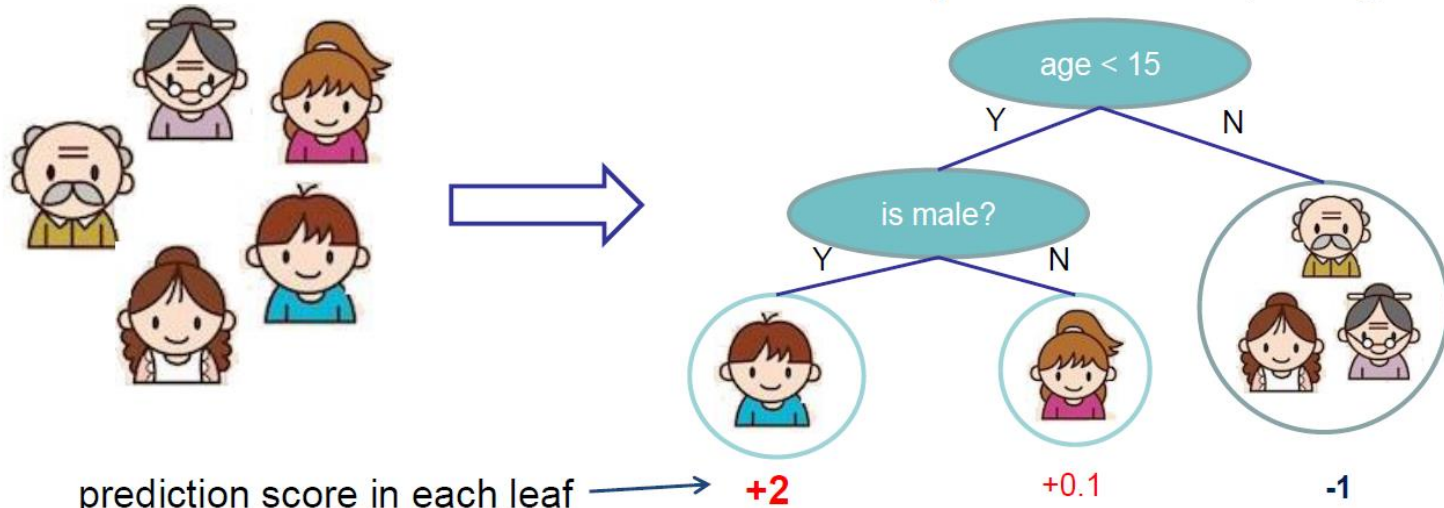 age < 15
Y
N
is male?
Y
N
prediction score in each leaf
+2
+0.1
-1